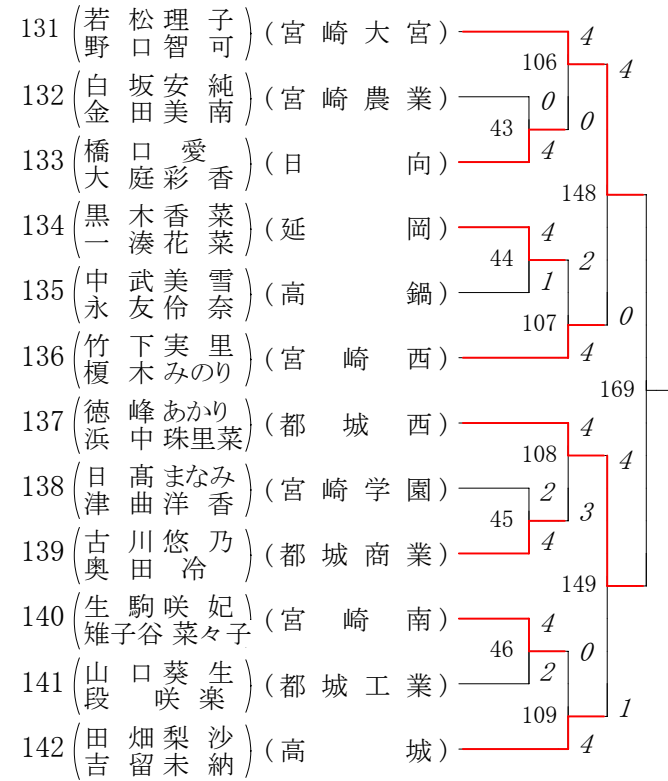 131 若松理子 野口智可 (宮崎大宮) 4
106 4
132 白坂安純 金田美南 (宮崎農業) 0
43 0
133 橋口愛 大庭彩香 (日向) 4
148
134 黒木香菜 一湊花菜 (延岡) 4
44 2
135 中武美雪 永友伶奈 (高鍋) 1
107 0
136 竹下実里 榎木みのり (宮崎西) 4
169
137 徳峰あかり 浜中珠里菜 (都城西) 4
108 4
138 日髙まなみ 津曲洋香 (宮崎学園) 2
45 3
139 古川悠乃 奥田冷 (都城商業) 4
149
140 生駒咲妃 雉子谷菜々子 (宮崎南) 4
46 0
141 山口葵生 段咲楽 (都城工業) 2
109 1
142 田畑梨沙 吉留未納 (高城) 4